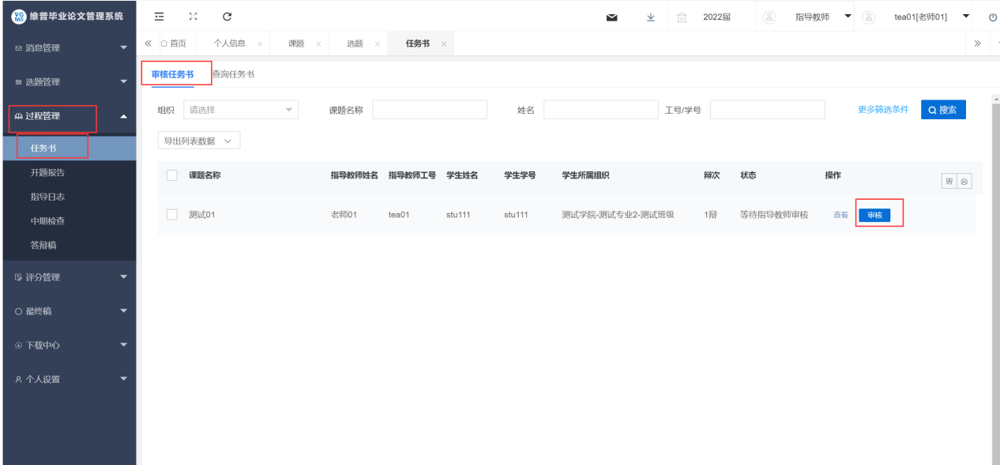 VG MS 维普毕业论文管理系统
2022届 指导教师 tea01[老师01]
消息管理
选题管理
过程管理
任务书
开题报告
指导日志
中期检查
答辩稿
评分管理
最终稿
下载中心
个人设置
首页 个人信息 × 课题 × 选题 × 任务书 ×
审核任务书 查询任务书
组织 请选择 课题名称 姓名 工号/学号 更多筛选条件 搜索
导出列表数据
课题名称 指导教师姓名 指导教师工号 学生姓名 学生学号 学生所属组织 辩次 状态 操作
测试01 老师01 tea01 stu111 stu111 测试学院-测试专业2-测试班级 1辩 等待指导教师审核 查看 审核